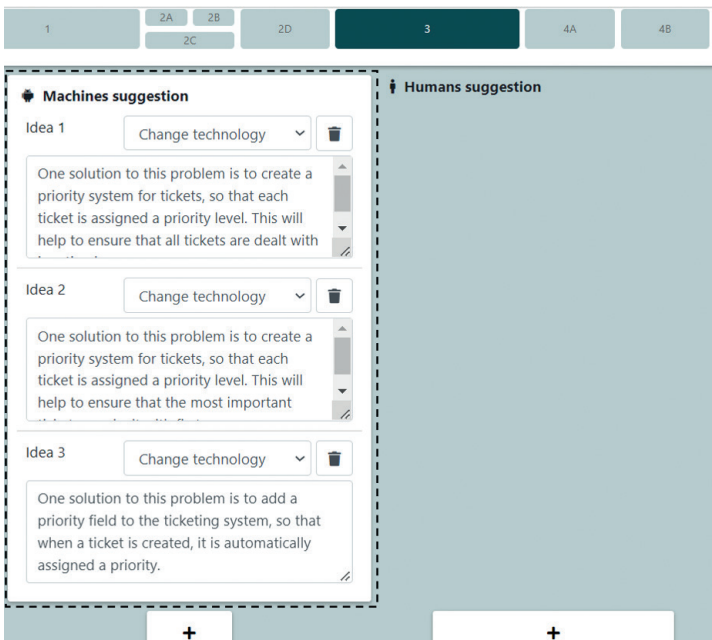 1
2A 2B
2C
2D
3
4A
4B
Machines suggestion
Idea 1
Change technology
One solution to this problem is to create a
priority system for tickets, so that each
ticket is assigned a priority level. This will
help to ensure that all tickets are dealt with
Idea 2
Change technology
One solution to this problem is to create a
priority system for tickets, so that each
ticket is assigned a priority level. This will
help to ensure that the most important
Idea 3
Change technology
One solution to this problem is to add a
priority field to the ticketing system, so that
when a ticket is created, it is automatically
assigned a priority.
+
Humans suggestion
+